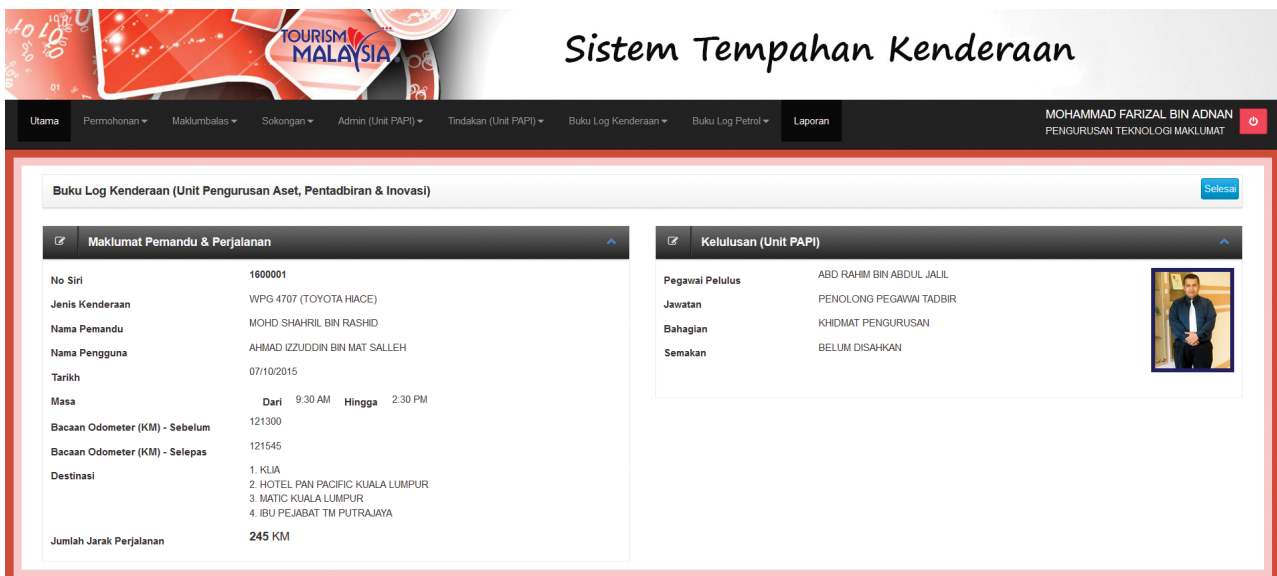 TOURISM
MALAYSIA
Sistem Tempahan Kenderaan
Utama Permohonan Maklumbalas Sokongan Admin (Unit PAPI) Tindakan (Unit PAPI) Buku Log Kenderaan Buku Log Petrol Laporan
MOHAMMAD FARIZAL BIN ADNAN
PENGURUSAN TEKNOLOGI MAKLUMAT
Buku Log Kenderaan (Unit Pengurusan Aset, Pentadbiran & Inovasi) Selesai
Maklumat Pemandu & Perjalanan
No Siri 1600001
Jenis Kenderaan WPG 4707 (TOYOTA HIACE)
Nama Pemandu MOHD SHAHRIL BIN RASHID
Nama Pengguna AHMAD IZZUDDIN BIN MAT SALLEH
Tarikh 07/10/2015
Masa Dari 9:30 AM Hingga 2:30 PM
Bacaan Odometer (KM) - Sebelum 121300
Bacaan Odometer (KM) - Selepas 121545
Destinasi 1. KLIA
2. HOTEL PAN PACIFIC KUALA LUMPUR
3. MATIC KUALA LUMPUR
4. IBU PEJABAT TM PUTRAJAYA
Jumlah Jarak Perjalanan 245 KM
Kelulusan (Unit PAPI)
Pegawai Pelulus ABD RAHIM BIN ABDUL JALIL
Jawatan PENOLONG PEGAWAI TADBIR
Bahagian KHIDMAT PENGURUSAN
Semakan BELUM DISAHKAN